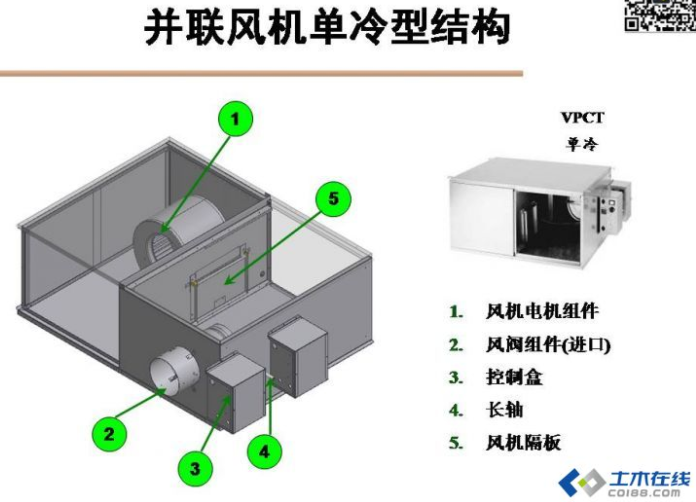 并联风机单冷型结构
VPCT
单冷
1
5
2
3
4
1. 风机电机组件
2. 风阀组件(进口)
3. 控制盒
4. 长轴
5. 风机隔板
土木在线
COI88.COM